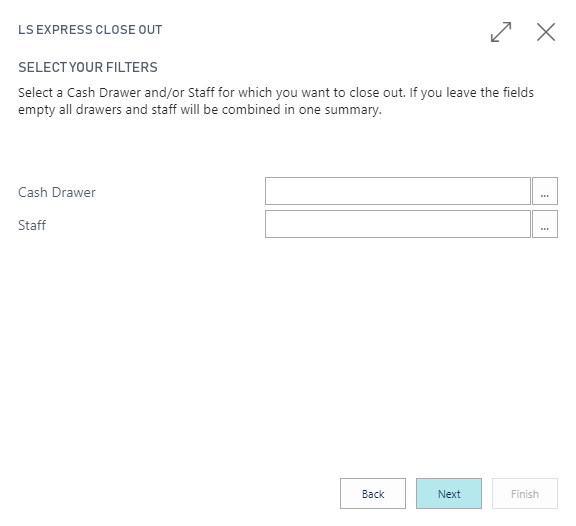 LS EXPRESS CLOSE OUT
SELECT YOUR FILTERS
Select a Cash Drawer and/or Staff for which you want to close out. If you leave the fields
empty all drawers and staff will be combined in one summary.
Cash Drawer
...
Staff
...
Back
Next
Finish